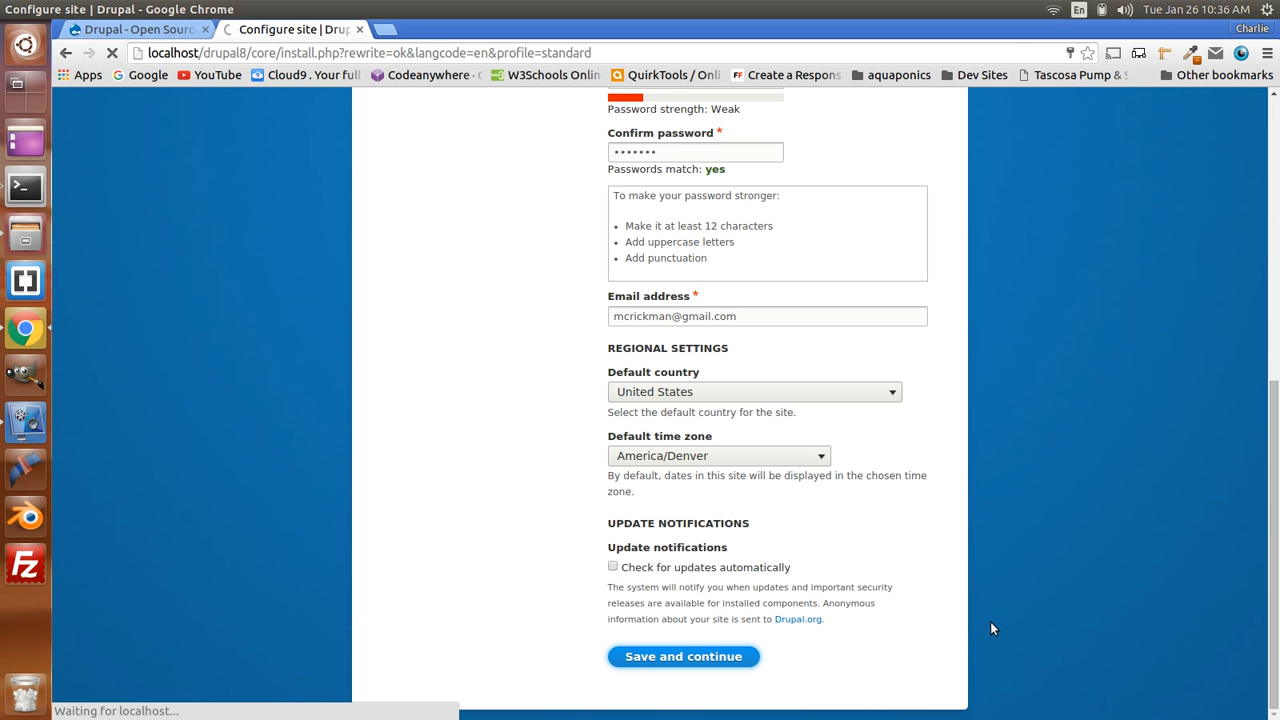 Configure site | Drupal - Google Chrome
En
Tue Jan 26 10:36 AM
Drupal - Open Sourc
Configure site | Drup
Charlie
localhost/drupal8/core/install.php?rewrite=ok&langcode=en&profile=standard
Apps
Google
YouTube
Cloud9 . Your full
Codeanywhere · C
W3Schools Onlin
QuirkTools / Onli
FF
Create a Respons
aquaponics
Dev Sites
Tascosa Pump & S
Other bookmarks
Password strength: Weak
Confirm password *
•••••••
Passwords match: yes
To make your password stronger:
• Make it at least 12 characters
• Add uppercase letters
• Add punctuation
Email address *
mcrickman@gmail.com
REGIONAL SETTINGS
Default country
United States
Select the default country for the site.
Default time zone
America/Denver
By default, dates in this site will be displayed in the chosen time
zone.
UPDATE NOTIFICATIONS
Update notifications
Check for updates automatically
The system will notify you when updates and important security
releases are available for installed components. Anonymous
information about your site is sent to Drupal.org.
Save and continue
Waiting for localhost...